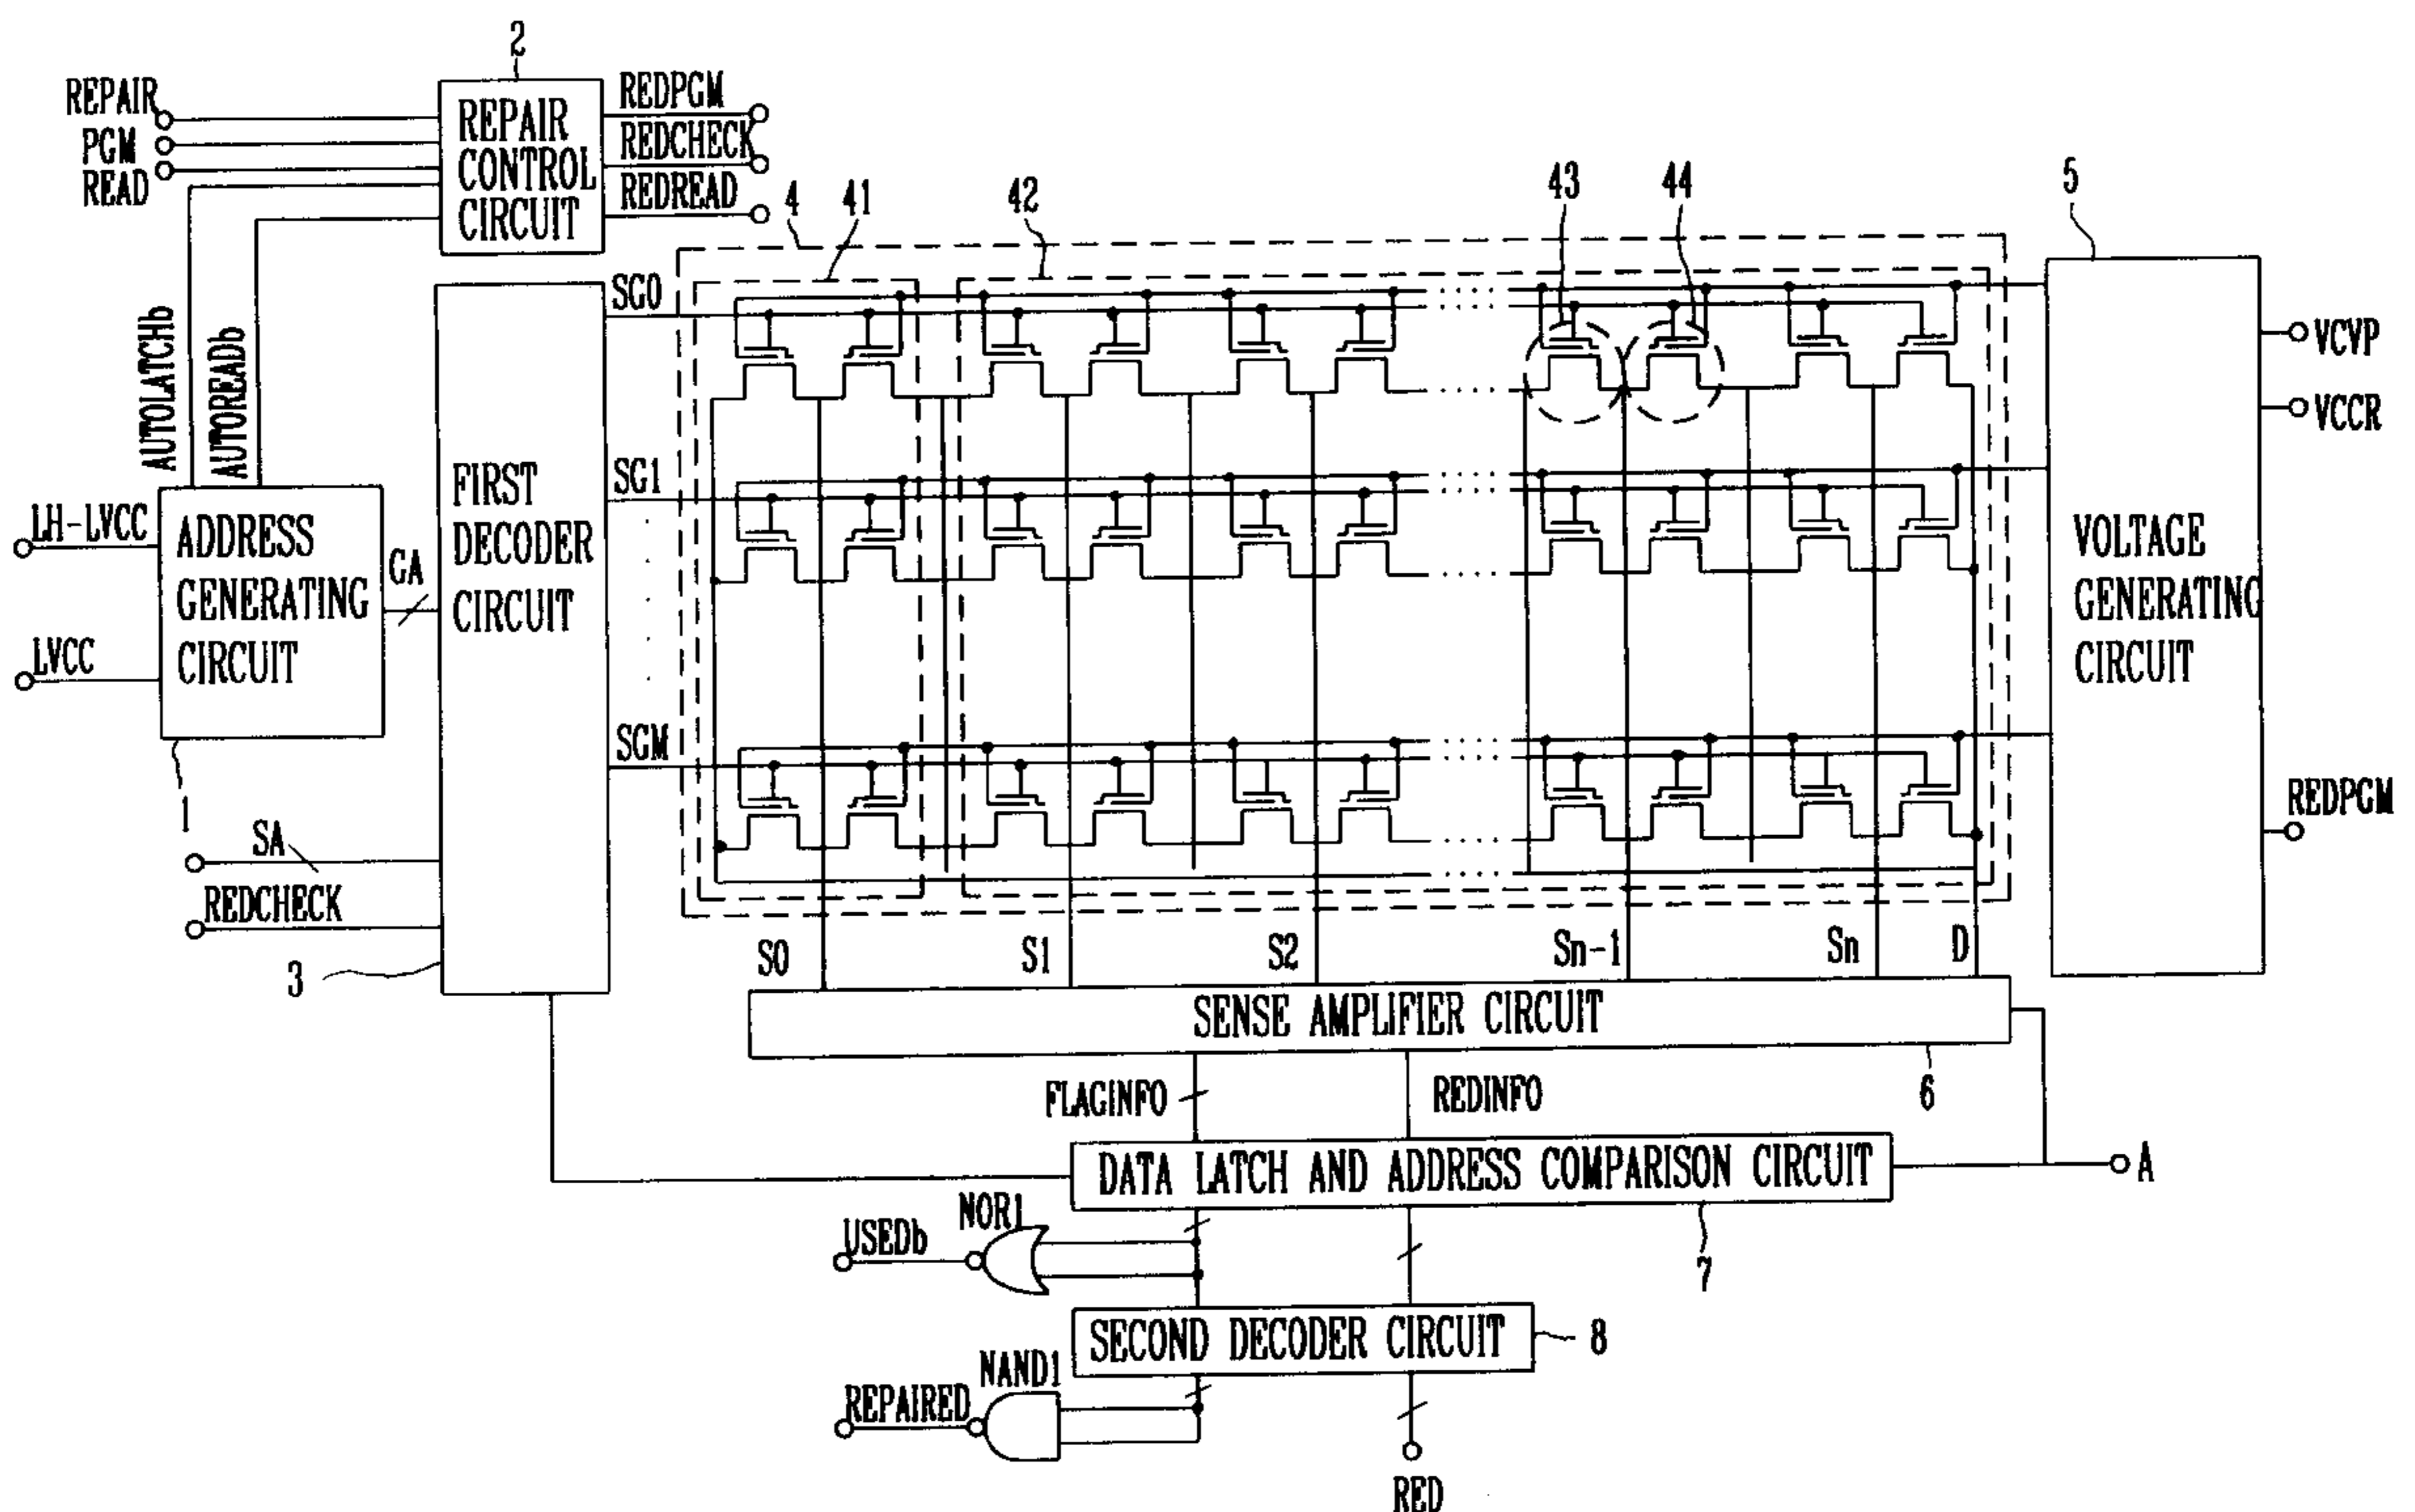 2
REPAIR
PGM
READ
REPAIR
CONTROL
CIRCUIT
REDPGM
REDCHECK
REDREAD
4
41
42
43
44
5
AUTOLATCHb
AUTOREADb
SG0
SG1
SGM
VCVP
VCCR
REDPGM
LH-LVCC
LVCC
ADDRESS
GENERATING
CIRCUIT
GA
FIRST
DECODER
CIRCUIT
VOLTAGE
GENERATING
CIRCUIT
1
SA
REDCHECK
3
S0
S1
S2
Sn-1
Sn
D
SENSE AMPLIFIER CIRCUIT
6
FLAGINFO
REDINFO
DATA LATCH AND ADDRESS COMPARISON CIRCUIT
A
7
USEDb
NOR1
SECOND DECODER CIRCUIT
8
REPAIRED
NAND1
RED